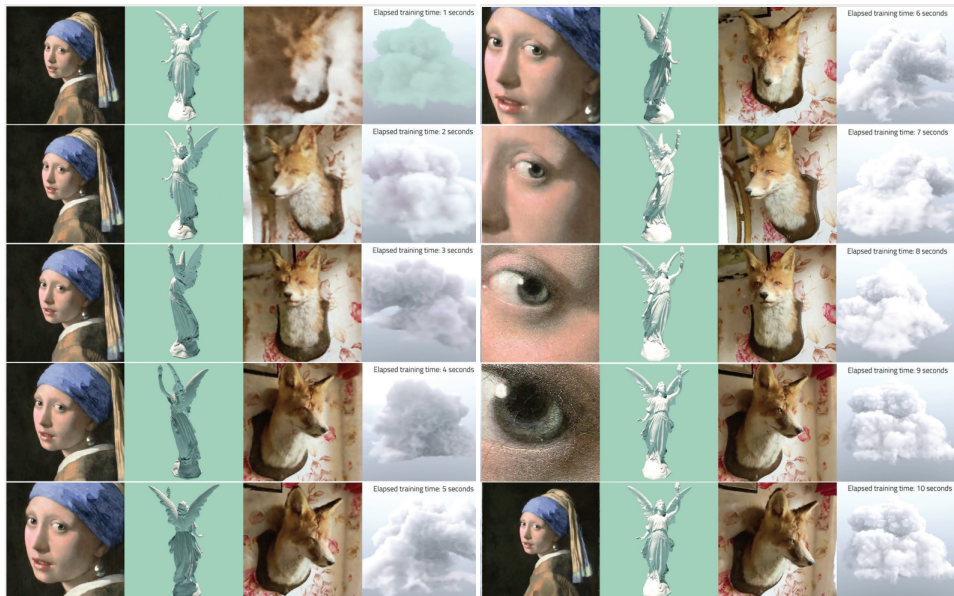 Elapsed training time: 1 seconds
Elapsed training time: 2 seconds
Elapsed training time: 3 seconds
Elapsed training time: 4 seconds
Elapsed training time: 5 seconds
Elapsed training time: 6 seconds
Elapsed training time: 7 seconds
Elapsed training time: 8 seconds
Elapsed training time: 9 seconds
Elapsed training time: 10 seconds